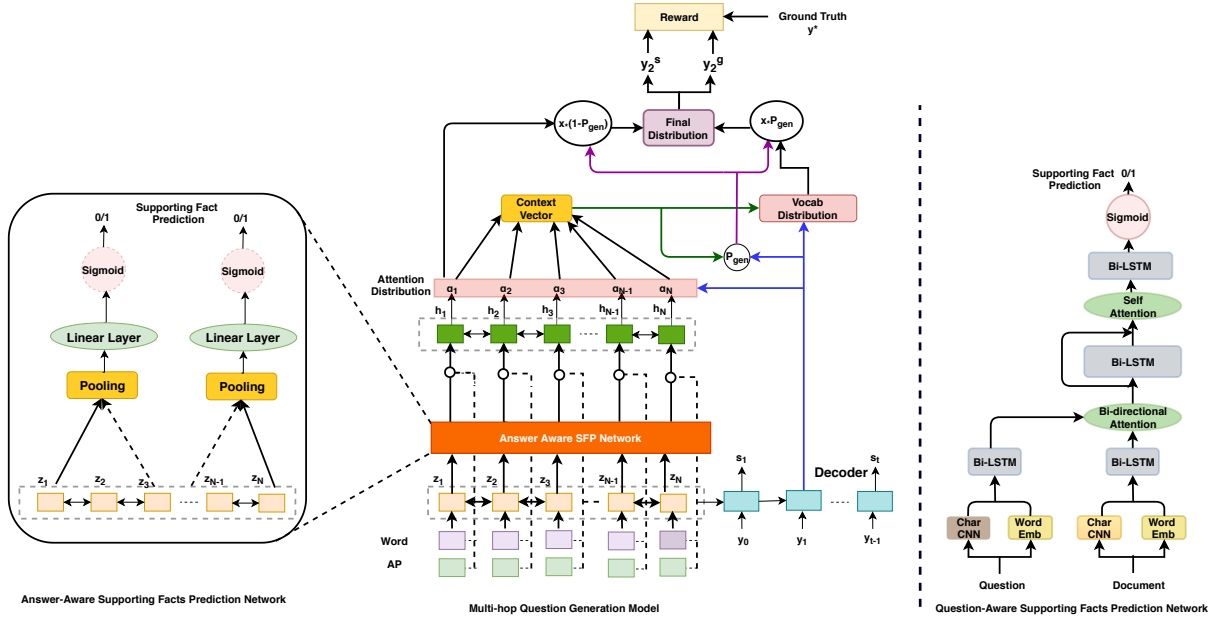 Reward
Ground Truth
y*
y₂ˢ
y₂ᵍ
x*(1-Pgen)
Final
Distribution
x*Pgen
Context
Vector
Vocab
Distribution
Pgen
Attention
Distribution
α₁
α₂
α₃
αN-1
αN
h₁
h₂
h₃
hN-1
hN
Answer Aware SFP Network
z₁
z₂
z₃
zN-1
zN
s₁
Decoder
sₜ
Word
AP
y₀
y₁
yt-1
Multi-hop Question Generation Model
0/1
Supporting Fact
Prediction
0/1
Sigmoid
Sigmoid
Linear Layer
Linear Layer
Pooling
Pooling
z₁
z₂
z₃
zN-1
zN
Answer-Aware Supporting Facts Prediction Network
Supporting Fact
Prediction
0/1
Sigmoid
Bi-LSTM
Self
Attention
Bi-LSTM
Bi-directional
Attention
Bi-LSTM
Bi-LSTM
Char
CNN
Word
Emb
Char
CNN
Word
Emb
Question
Document
Question-Aware Supporting Facts Prediction Network